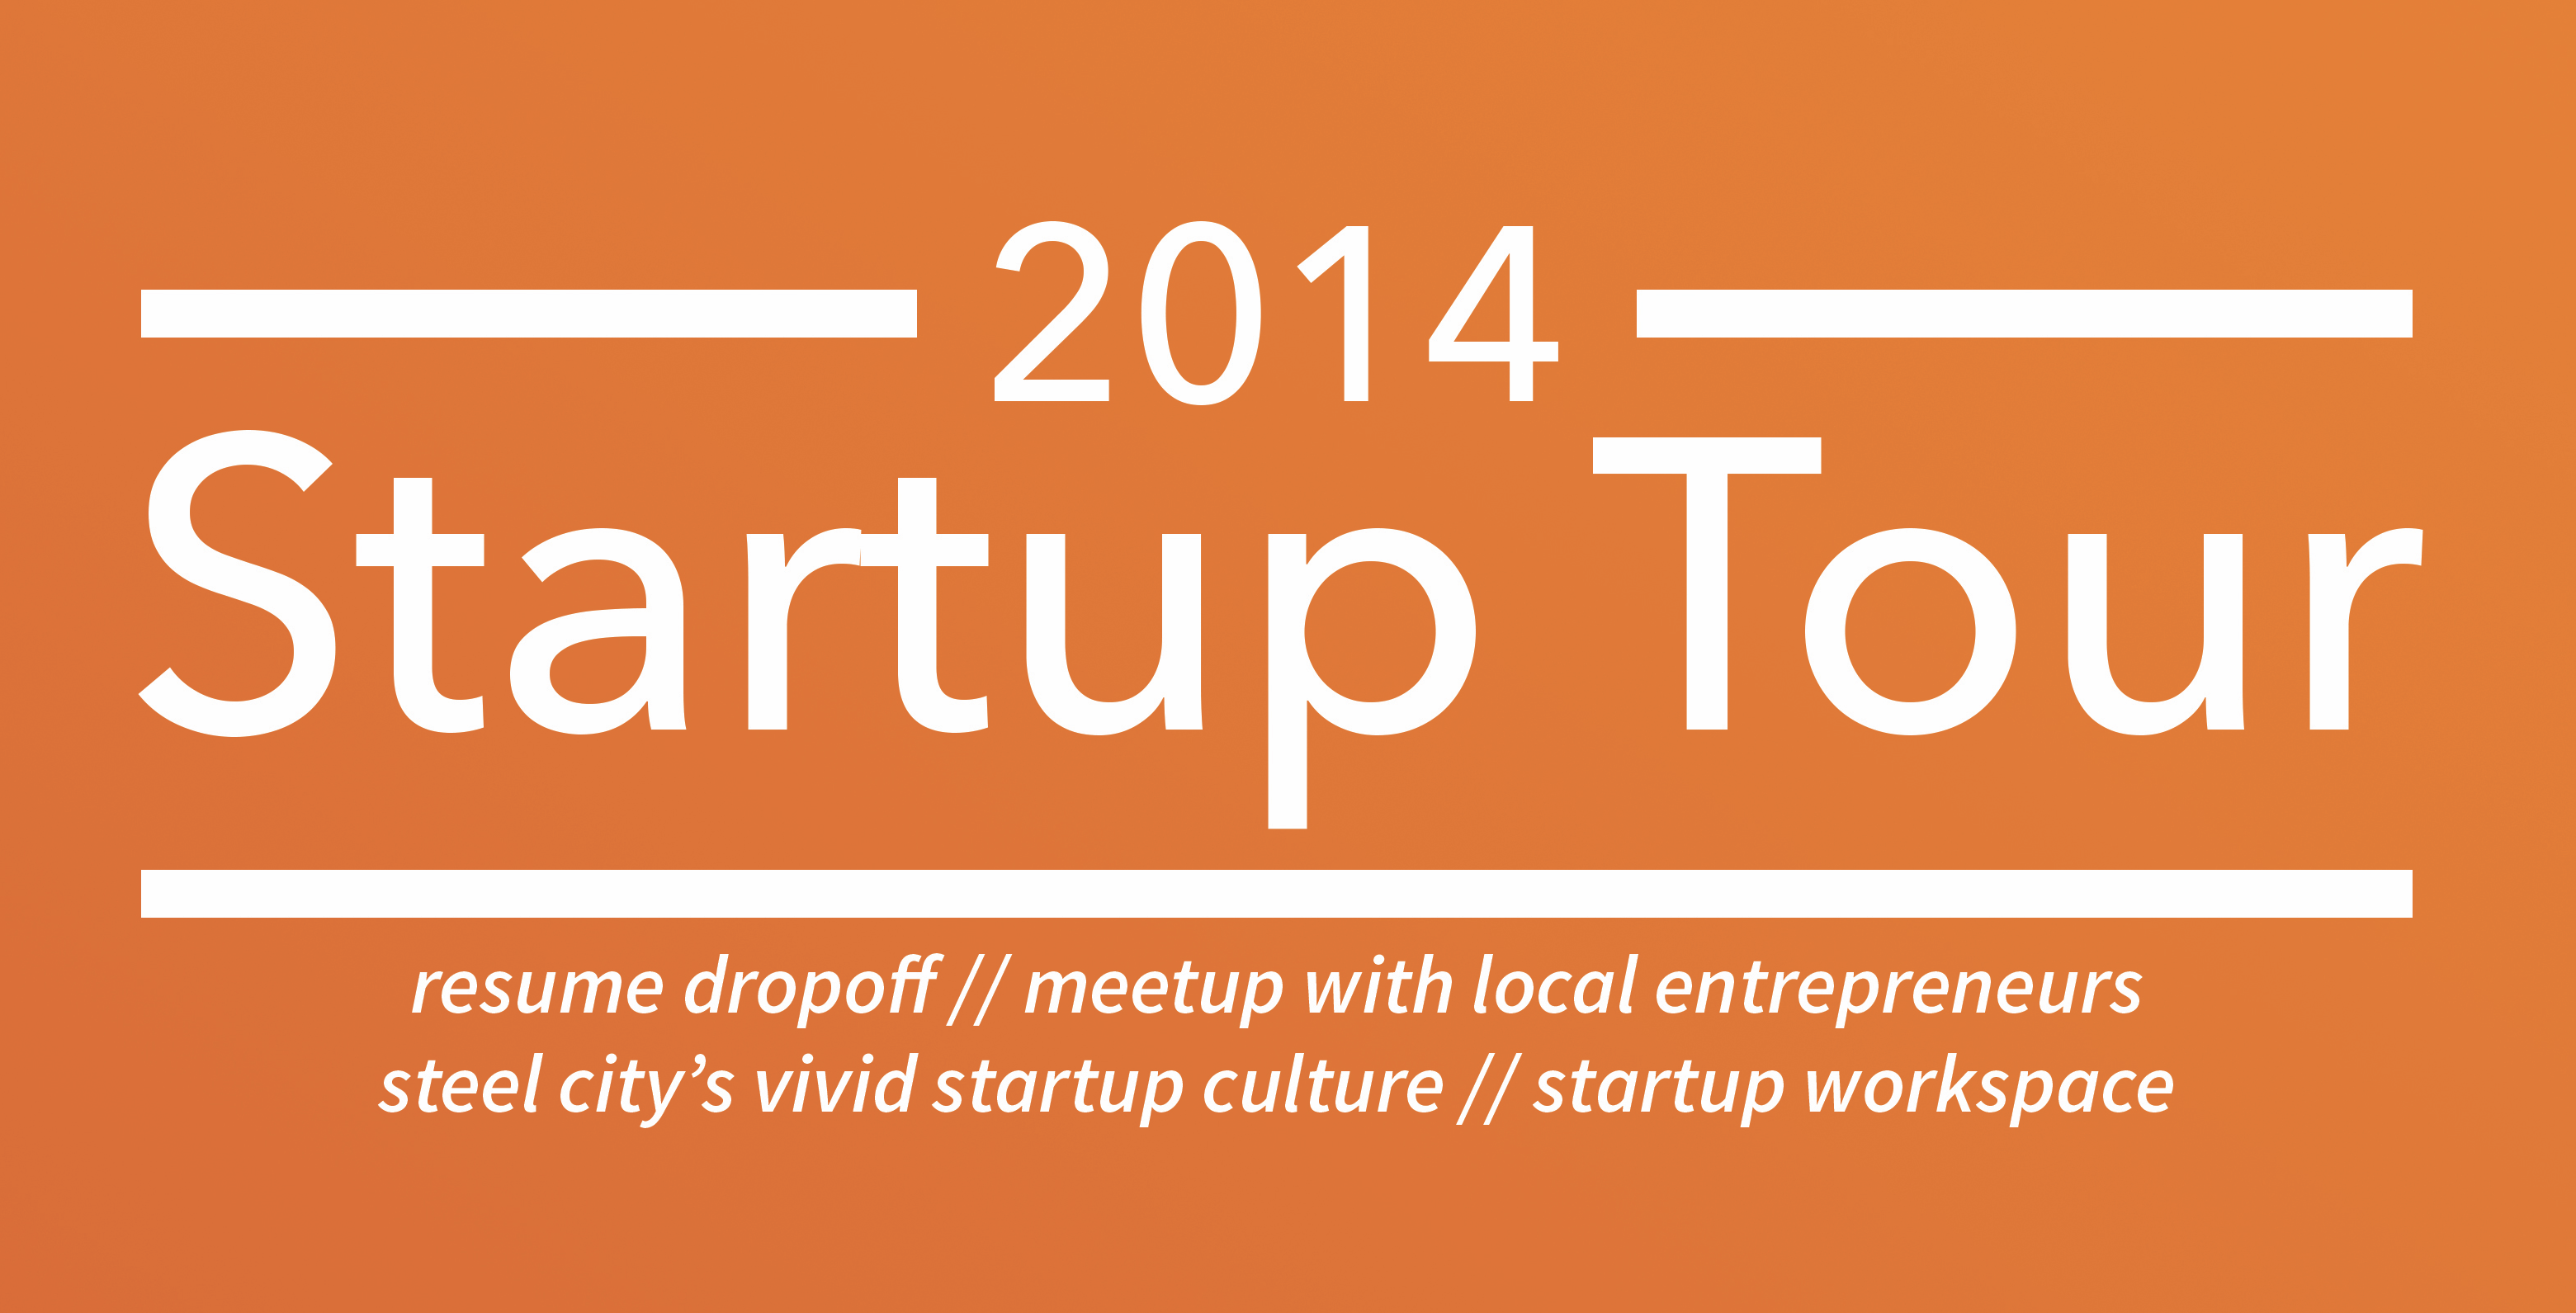 2014
Startup Tour
resume dropoff // meetup with local entrepreneurs
steel city’s vivid startup culture // startup workspace